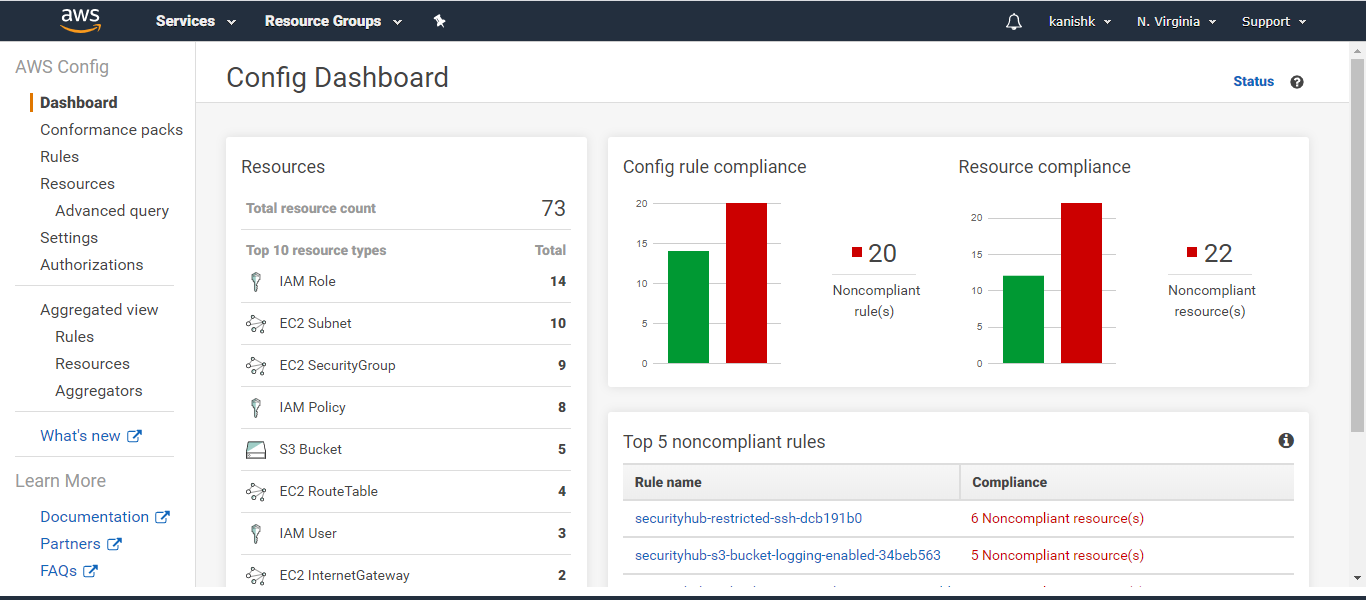 aws Services Resource Groups kanishk N. Virginia Support
AWS Config
Dashboard
Conformance packs
Rules
Resources
Advanced query
Settings
Authorizations
Aggregated view
Rules
Resources
Aggregators
What's new
Learn More
Documentation
Partners
FAQs
Config Dashboard
Status ?
Resources
Total resource count 73
Top 10 resource types Total
IAM Role 14
EC2 Subnet 10
EC2 SecurityGroup 9
IAM Policy 8
S3 Bucket 5
EC2 RouteTable 4
IAM User 3
EC2 InternetGateway 2
Config rule compliance
20
15
10
5
0
20
Noncompliant
rule(s)
Resource compliance
20
15
10
5
0
22
Noncompliant
resource(s)
Top 5 noncompliant rules i
Rule name Compliance
securityhub-restricted-ssh-dcb191b0 6 Noncompliant resource(s)
securityhub-s3-bucket-logging-enabled-34beb563 5 Noncompliant resource(s)